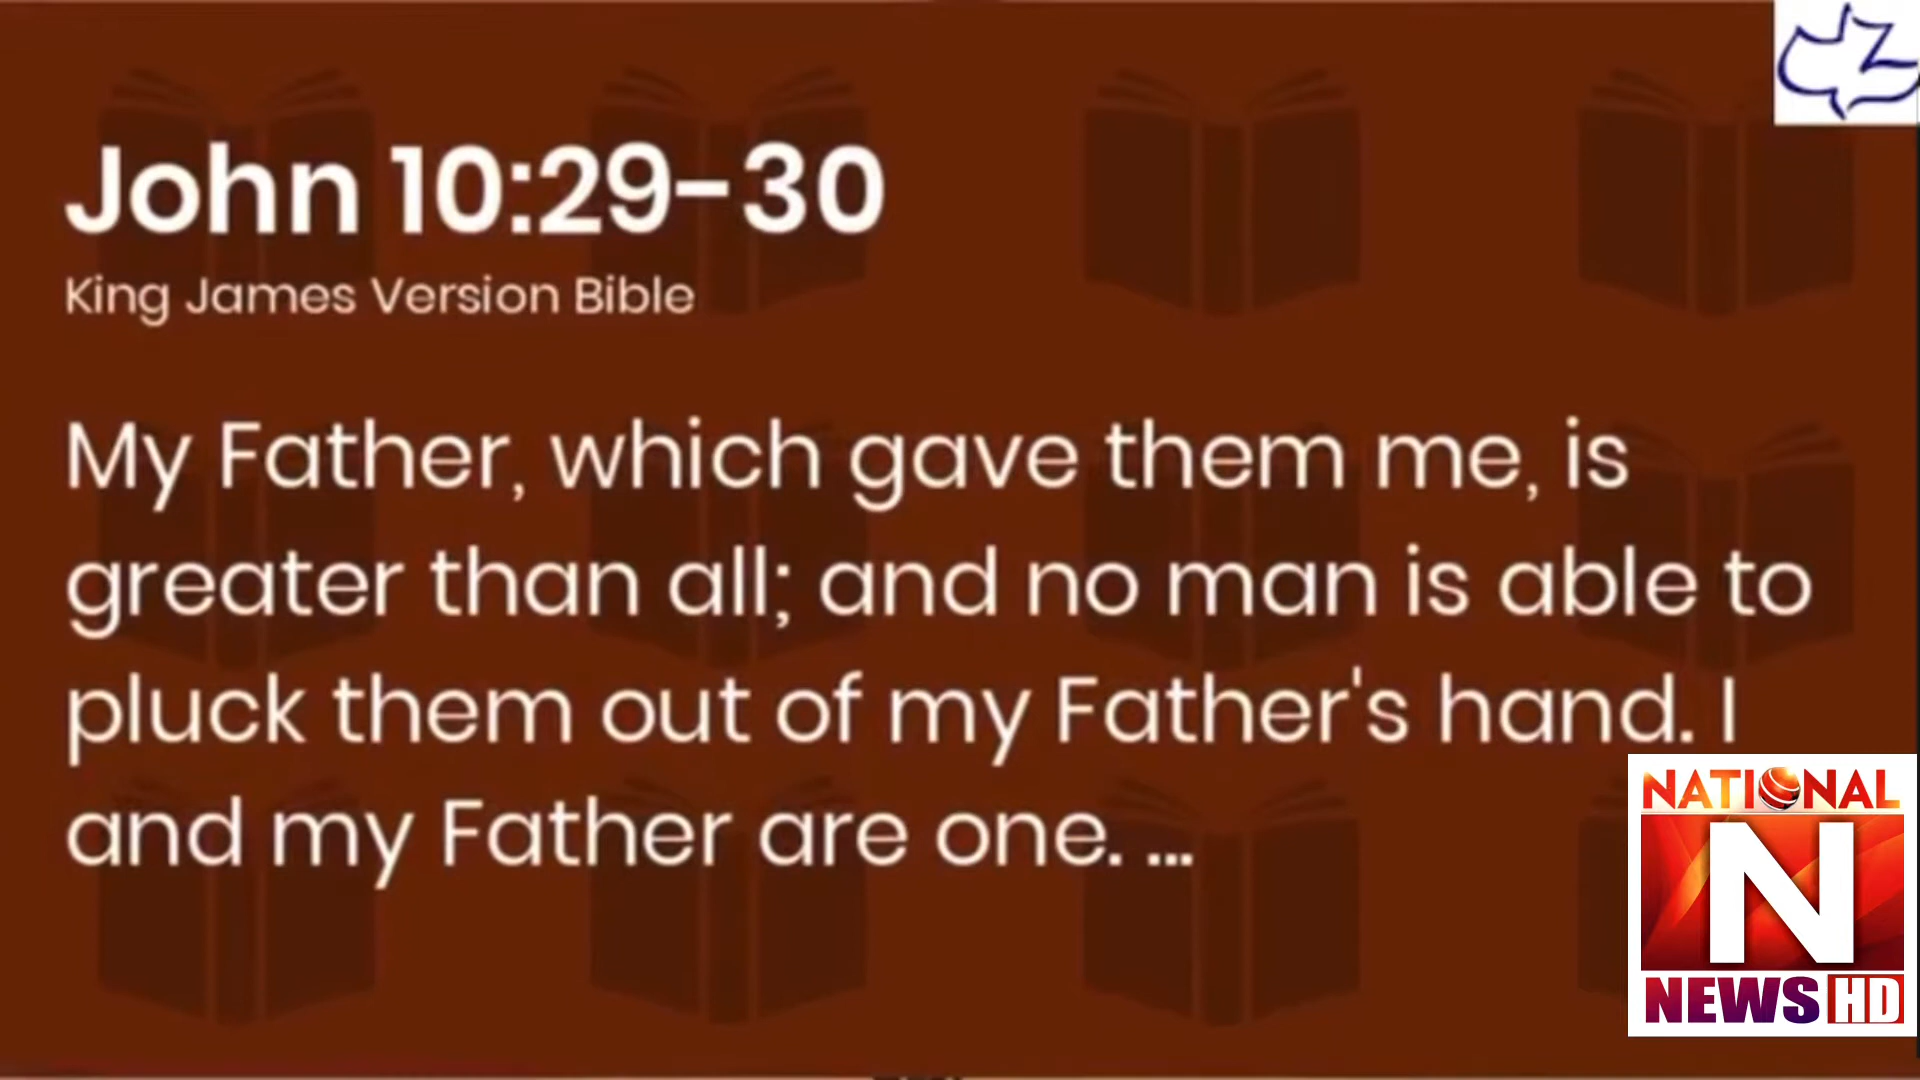 John 10:29-30
King James Version Bible
My Father, which gave them me, is
greater than all; and no man is able to
pluck them out of my Father's hand. I
and my Father are one. ...
NATIONAL
N
NEWS HD